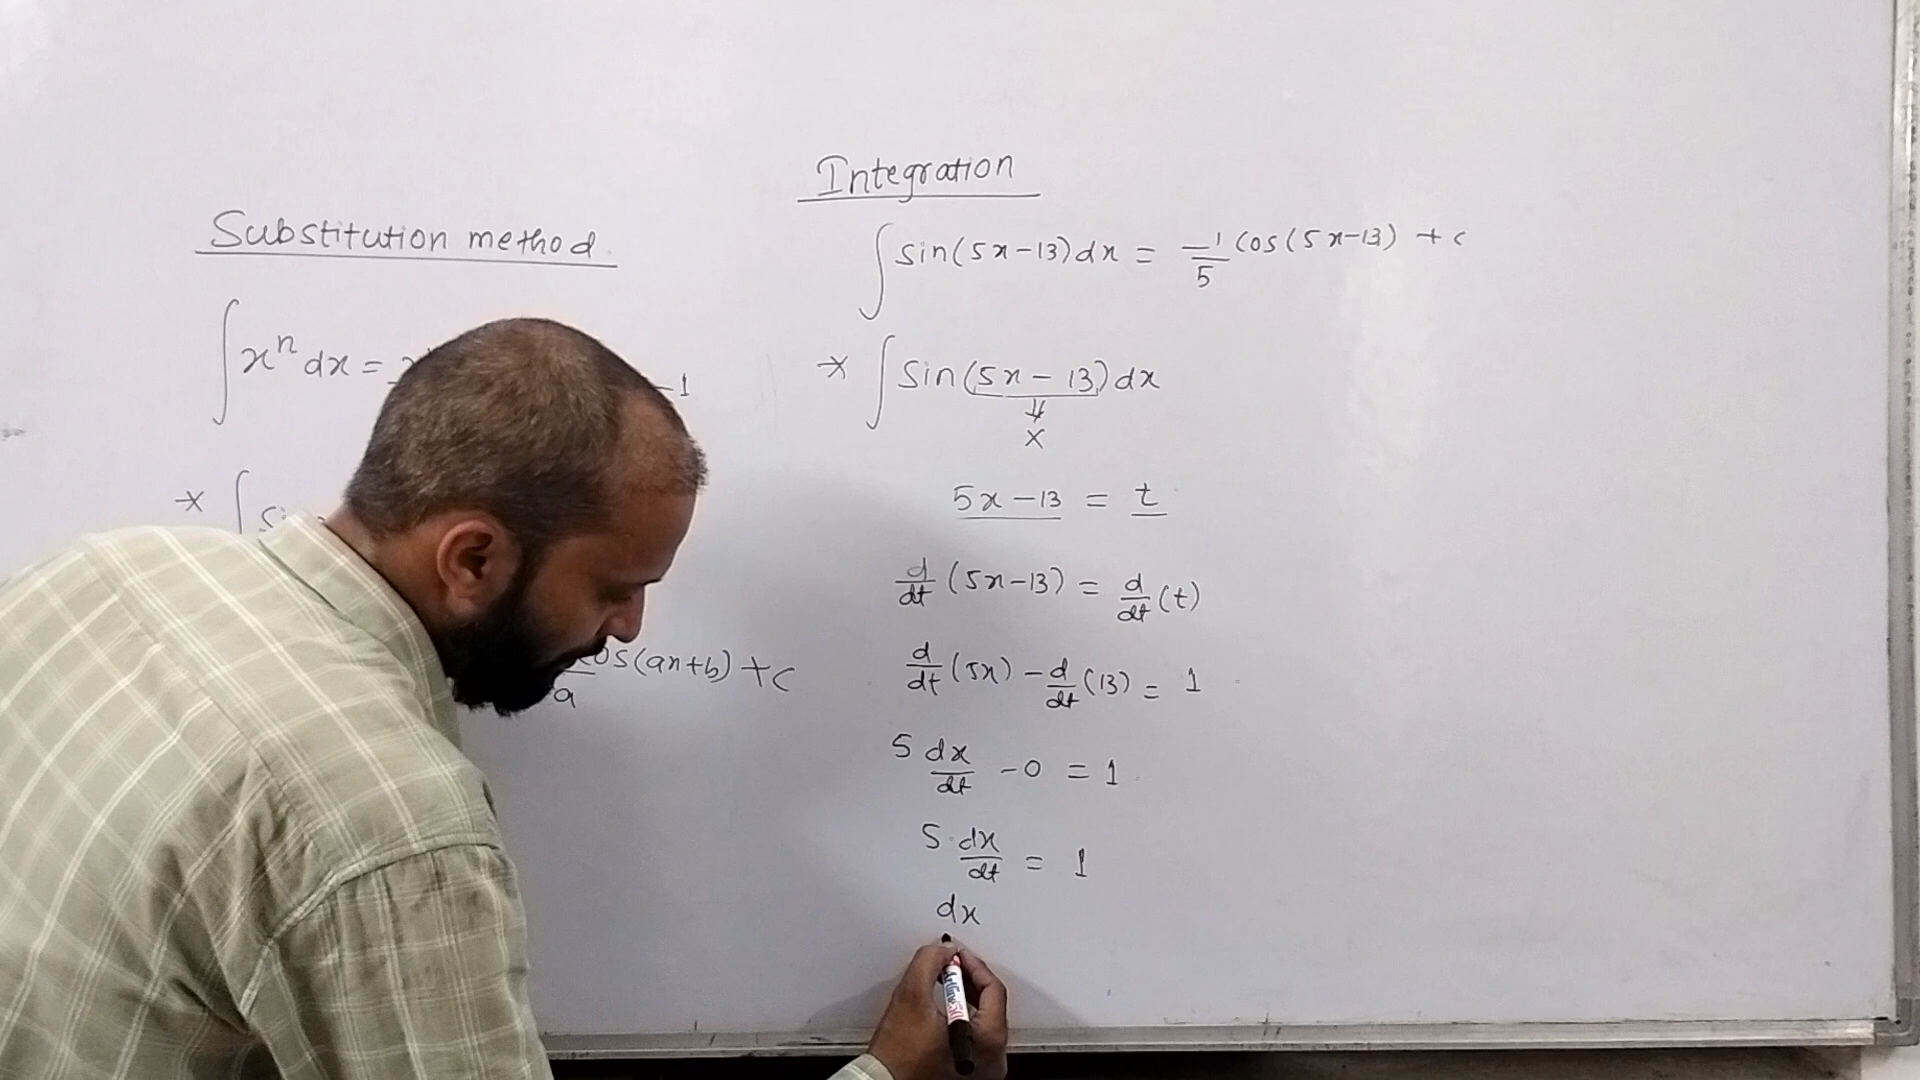 Integration
Substitution method.
∫ xⁿ dx =
-1
* ∫
cos(ax+b) + c
a
∫ sin(5x-13)dx = -1/5 cos(5x-13) + c
* ∫ sin(5x-13)dx
x
5x-13 = t
d/dt (5x-13) = d/dt (t)
d/dt (5x) - d/dt (13) = 1
5 dx/dt - 0 = 1
5. dx/dt = 1
dx
Artline